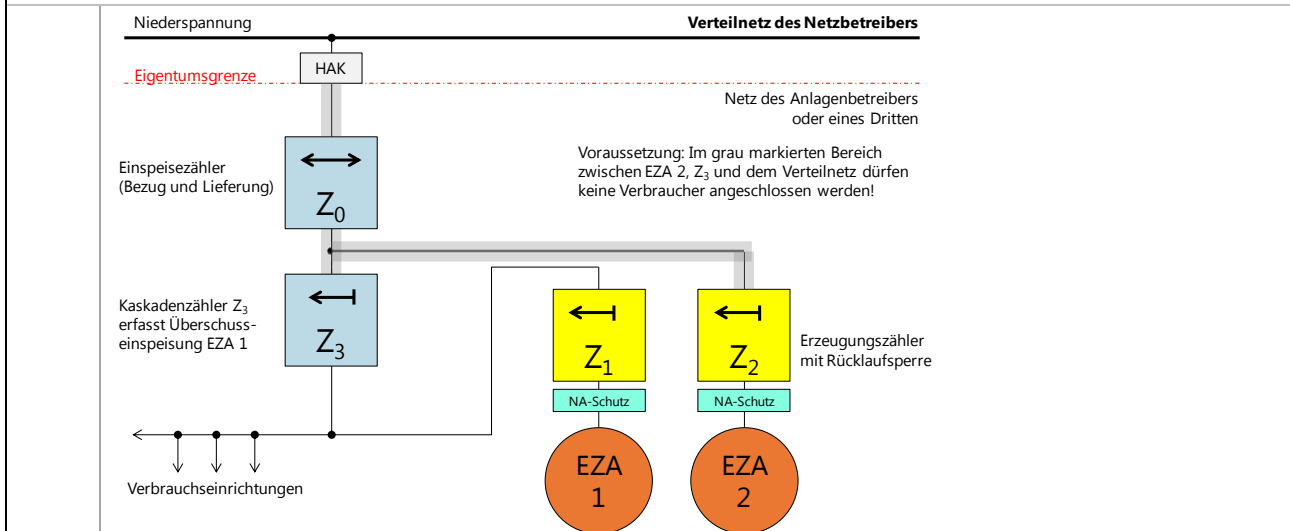 Niederspannung
Verteilnetz des Netzbetreibers
HAK
Eigentumsgrenze
Netz des Anlagenbetreibers
oder eines Dritten
Voraussetzung: Im grau markierten Bereich
zwischen EZA 2, Z3 und dem Verteilnetz dürfen
keine Verbraucher angeschlossen werden!
Einspeisezähler
(Bezug und Lieferung)
Z0
Kaskadenzähler Z3
erfasst Überschuss-
einspeisung EZA 1
Z3
Z1
Z2
Erzeugungszähler
mit Rücklaufsperre
NA-Schutz
NA-Schutz
EZA
1
EZA
2
Verbrauchseinrichtungen